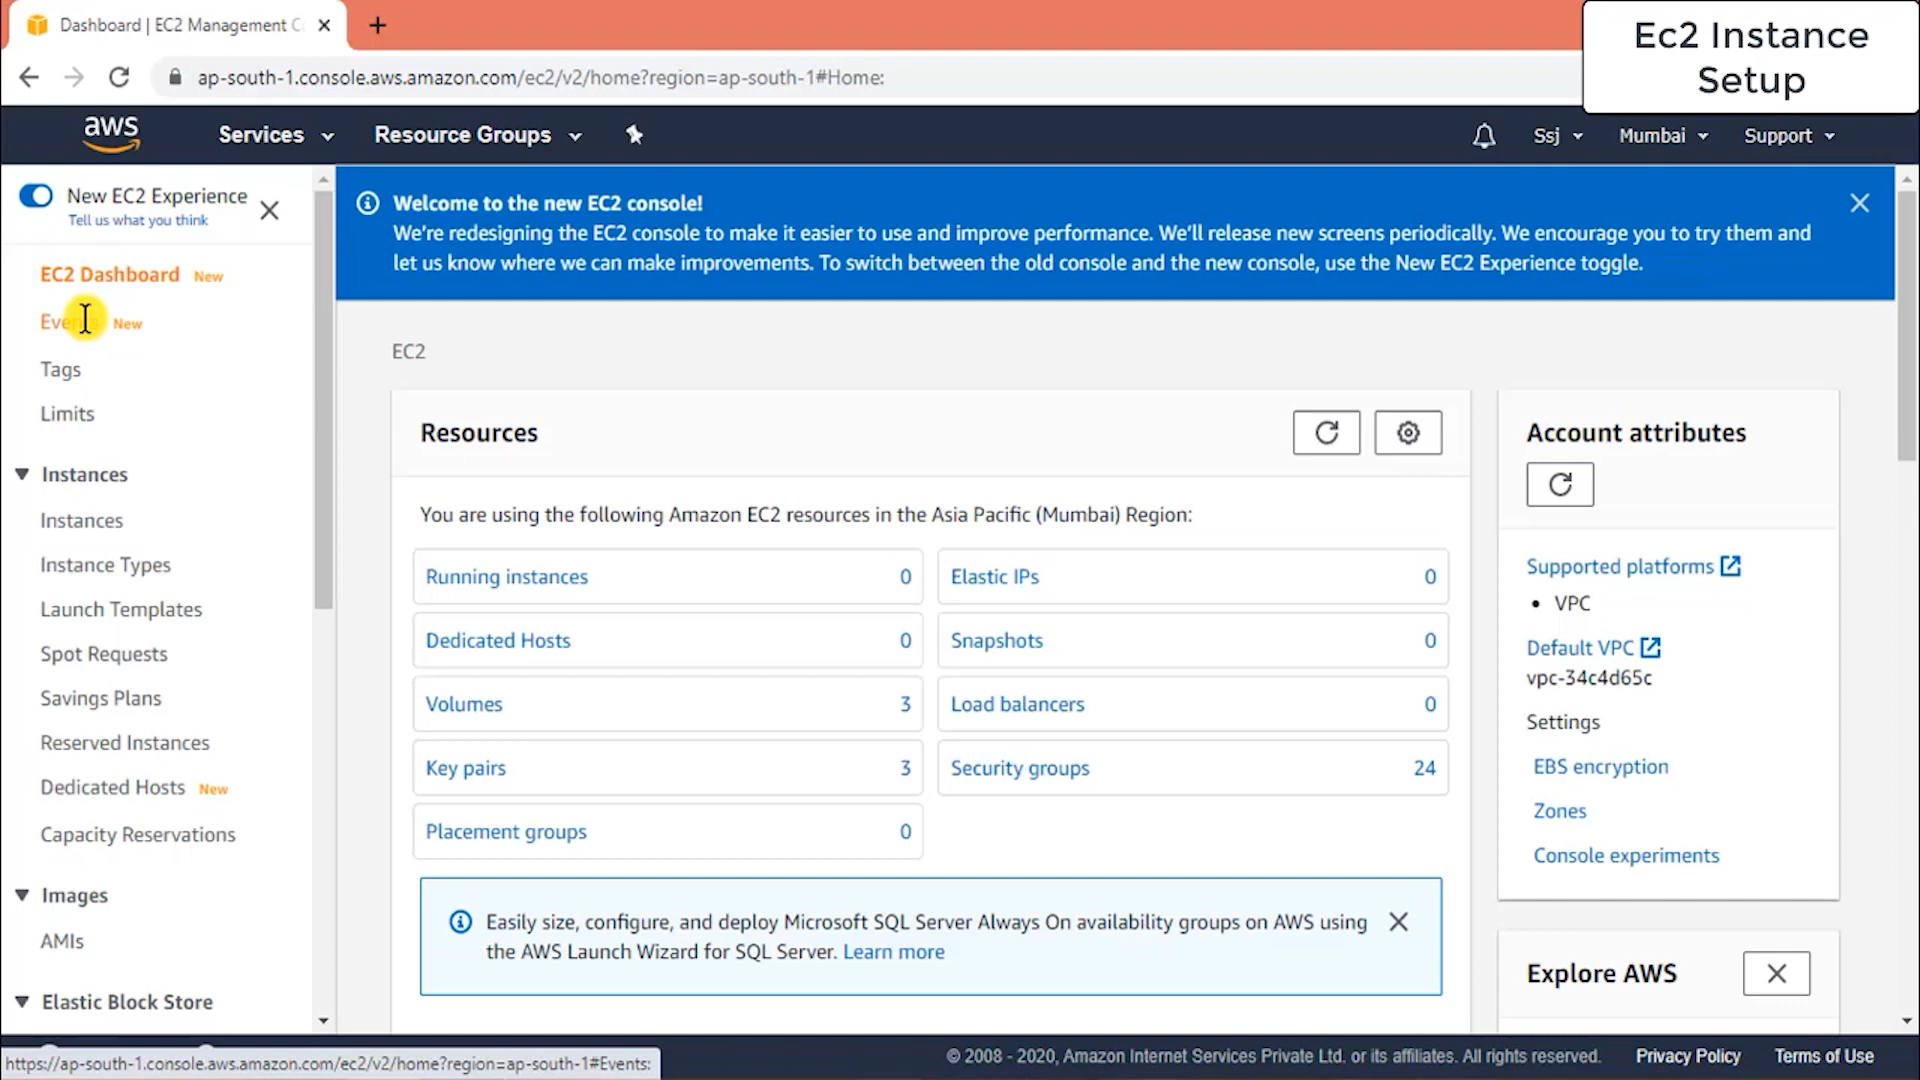 Dashboard | EC2 Management C
Ec2 Instance
Setup
ap-south-1.console.aws.amazon.com/ec2/v2/home?region=ap-south-1#Home:
aws
Services
Resource Groups
Ssj
Mumbai
Support
New EC2 Experience
Tell us what you think
EC2 Dashboard New
Events New
Tags
Limits
Instances
Instances
Instance Types
Launch Templates
Spot Requests
Savings Plans
Reserved Instances
Dedicated Hosts New
Capacity Reservations
Images
AMIs
Elastic Block Store
Welcome to the new EC2 console!
We're redesigning the EC2 console to make it easier to use and improve performance. We'll release new screens periodically. We encourage you to try them and
let us know where we can make improvements. To switch between the old console and the new console, use the New EC2 Experience toggle.
EC2
Resources
You are using the following Amazon EC2 resources in the Asia Pacific (Mumbai) Region:
Running instances 0
Elastic IPs 0
Dedicated Hosts 0
Snapshots 0
Volumes 3
Load balancers 0
Key pairs 3
Security groups 24
Placement groups 0
Easily size, configure, and deploy Microsoft SQL Server Always On availability groups on AWS using
the AWS Launch Wizard for SQL Server. Learn more
Account attributes
Supported platforms
• VPC
Default VPC
vpc-34c4d65c
Settings
EBS encryption
Zones
Console experiments
Explore AWS
https://ap-south-1.console.aws.amazon.com/ec2/v2/home?region=ap-south-1#Events:
© 2008 - 2020, Amazon Internet Services Private Ltd. or its affiliates. All rights reserved.
Privacy Policy
Terms of Use